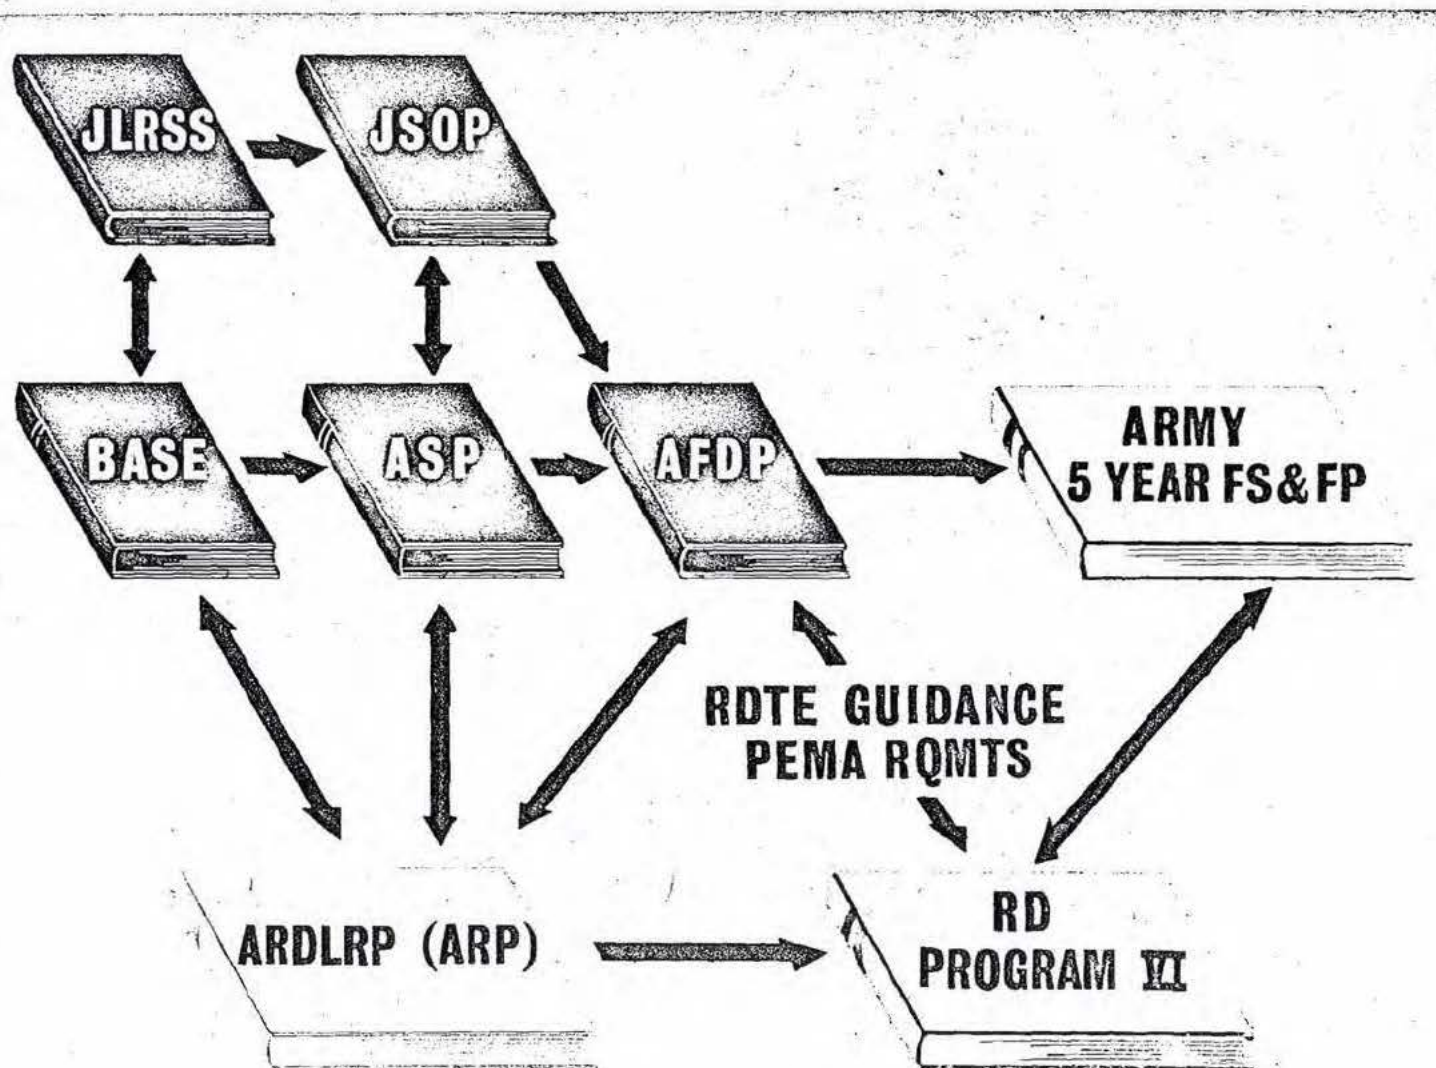 JLRSS
JSOP
BASE
ASP
AFDP
ARMY
5 YEAR FS & FP
RDTE GUIDANCE
PEMA RQMTS
ARDLRP (ARP)
RD
PROGRAM VI